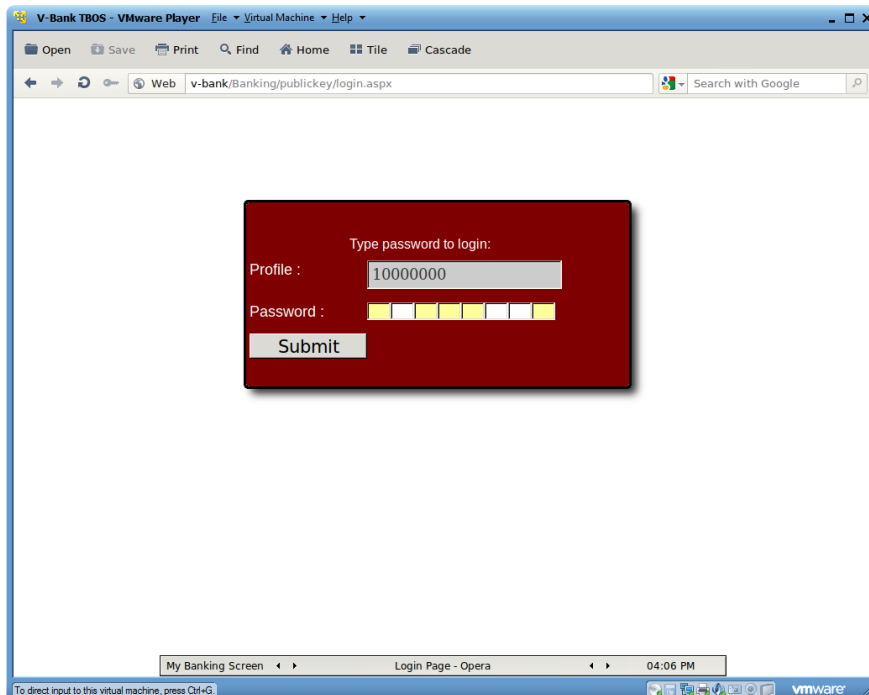 V-Bank TBOS - VMware Player File Virtual Machine Help
Open Save Print Find Home Tile Cascade
Web v-bank/Banking/publickey/login.aspx Search with Google
Type password to login:
Profile : 10000000
Password :
Submit
My Banking Screen Login Page - Opera 04:06 PM
To direct input to this virtual machine, press Ctrl+G. vmware